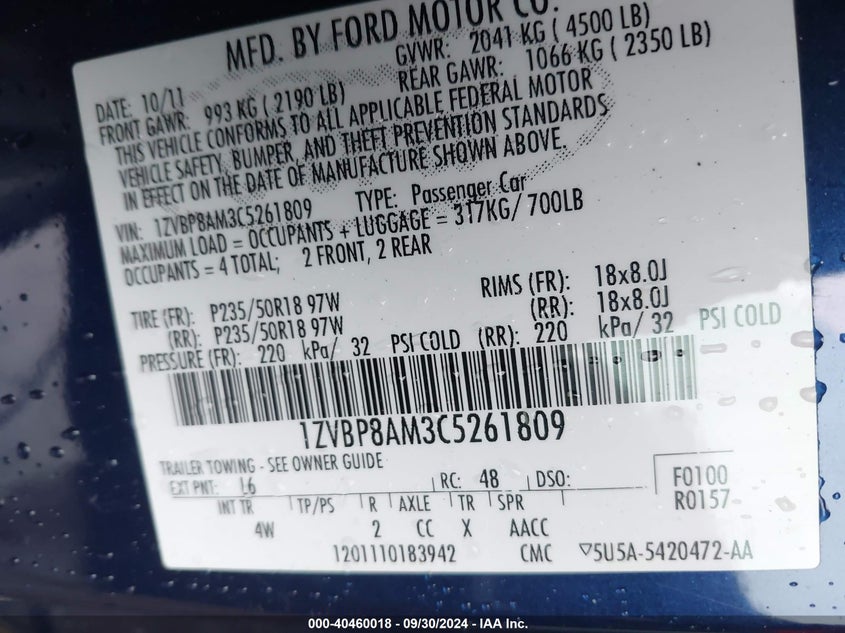 MFD. BY FORD MOTOR CO.
DATE: 10/11 GVWR: 2041 KG ( 4500 LB)
FRONT GAWR: 993 KG ( 2190 LB) REAR GAWR: 1066 KG ( 2350 LB)
THIS VEHICLE CONFORMS TO ALL APPLICABLE FEDERAL MOTOR
VEHICLE SAFETY, BUMPER, AND THEFT PREVENTION STANDARDS
IN EFFECT ON THE DATE OF MANUFACTURE SHOWN ABOVE.
VIN: 1ZVBP8AM3C5261809 TYPE: Passenger Car
MAXIMUM LOAD = OCCUPANTS + LUGGAGE = 317KG/ 700LB
OCCUPANTS = 4 TOTAL; 2 FRONT, 2 REAR
TIRE (FR): P235/50R18 97W RIMS (FR): 18x8.0J
(RR): P235/50R18 97W (RR): 18x8.0J
PRESSURE (FR): 220 kPa/ 32 PSI COLD (RR): 220 kPa/ 32 PSI COLD
1ZVBP8AM3C5261809
TRAILER TOWING - SEE OWNER GUIDE
EXT PNT: L6 RC: 48 DSO: F0100
INT TR TP/PS R AXLE TR SPR R0157
4W 2 CC X AACC
1201110183942 CMC ▽5U5A-5420472-AA
000-40460018 - 09/30/2024 - IAA Inc.